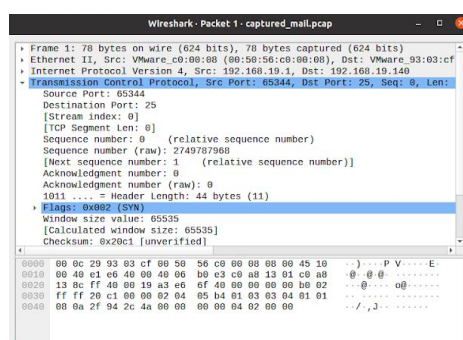 Wireshark · Packet 1 · captured_mail.pcap
Frame 1: 78 bytes on wire (624 bits), 78 bytes captured (624 bits)
Ethernet II, Src: VMware_c0:00:08 (00:50:56:c0:00:08), Dst: VMware_93:03:cf
Internet Protocol Version 4, Src: 192.168.19.1, Dst: 192.168.19.140
Transmission Control Protocol, Src Port: 65344, Dst Port: 25, Seq: 0, Len:
Source Port: 65344
Destination Port: 25
[Stream index: 0]
[TCP Segment Len: 0]
Sequence number: 0 (relative sequence number)
Sequence number (raw): 2749787968
[Next sequence number: 1 (relative sequence number)]
Acknowledgment number: 0
Acknowledgment number (raw): 0
1011 .... = Header Length: 44 bytes (11)
Flags: 0x002 (SYN)
Window size value: 65535
[Calculated window size: 65535]
Checksum: 0x20c1 [unverified]
0000 00 0c 29 93 03 cf 00 50 56 c0 00 08 08 00 45 10 ··)····P V·····E·
0010 00 40 e1 e6 40 00 40 06 b0 e3 c0 a8 13 01 c0 a8 ·@··@·@· ········
0020 13 8c ff 40 00 19 a3 e6 6f 40 00 00 00 00 b0 02 ···@···· o@······
0030 ff ff 20 c1 00 00 02 04 05 b4 01 03 03 04 01 01 ·· ····· ········
0040 08 0a 2f 94 2c 4a 00 00 00 00 04 02 00 00 ··/·,J·· ······